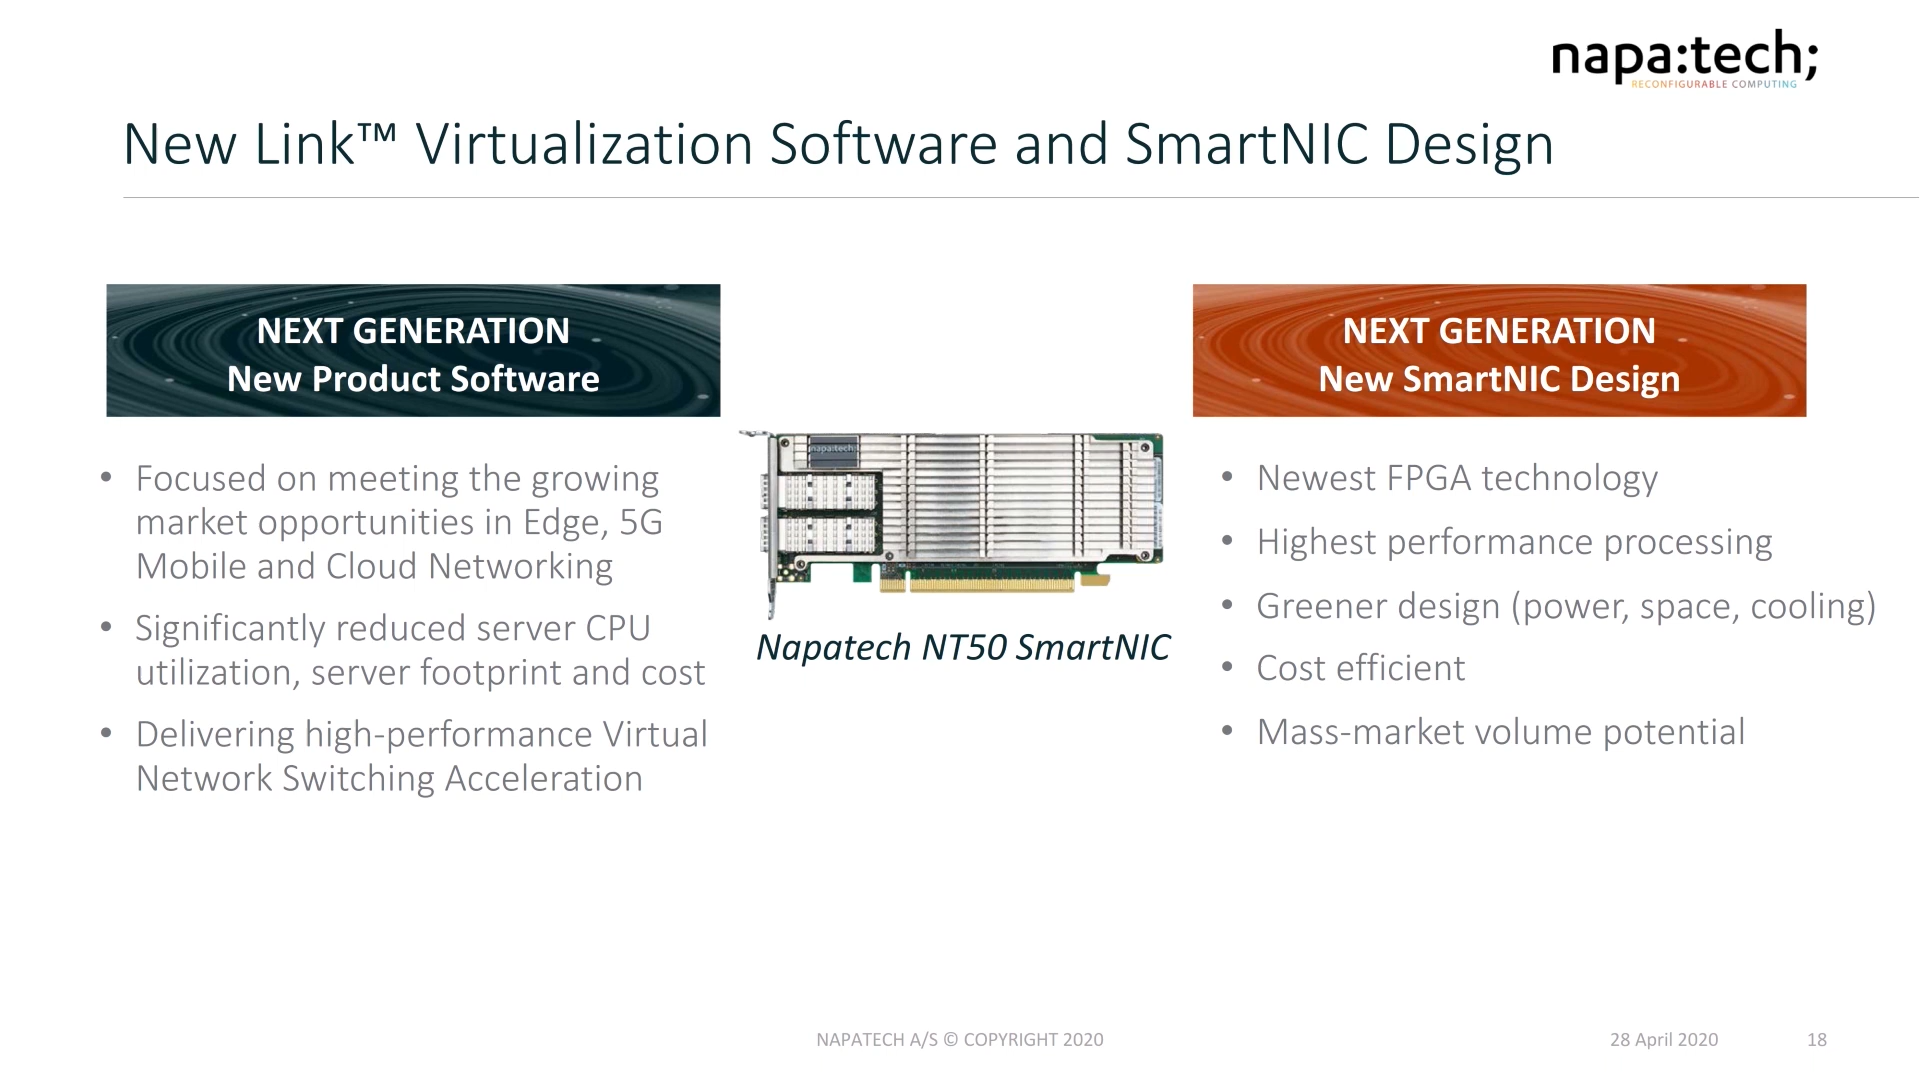 napa:tech;
RECONFIGURABLE COMPUTING
New Link™ Virtualization Software and SmartNIC Design
NEXT GENERATION
New Product Software
• Focused on meeting the growing
market opportunities in Edge, 5G
Mobile and Cloud Networking
• Significantly reduced server CPU
utilization, server footprint and cost
• Delivering high-performance Virtual
Network Switching Acceleration
napa:tech
Napatech NT50 SmartNIC
NEXT GENERATION
New SmartNIC Design
• Newest FPGA technology
• Highest performance processing
• Greener design (power, space, cooling)
• Cost efficient
• Mass-market volume potential
NAPATECH A/S © COPYRIGHT 2020
28 April 2020
18